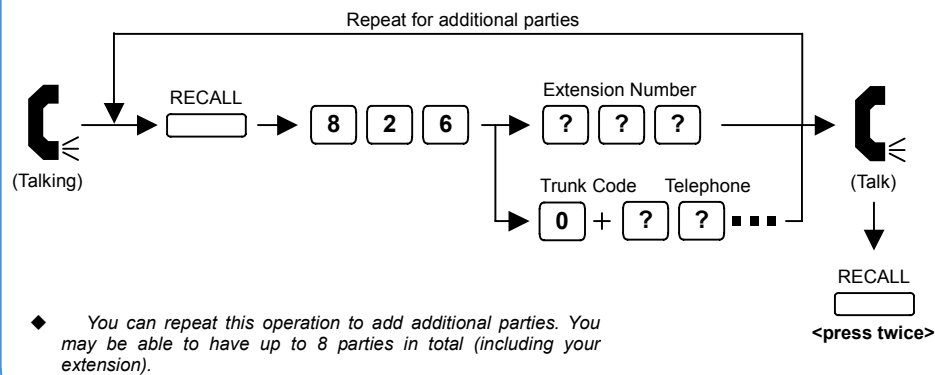 Repeat for additional parties
RECALL
8 2 6
Extension Number
? ? ?
(Talking)
Trunk Code Telephone
0 + ? ?
(Talk)
RECALL
<press twice>
◆ You can repeat this operation to add additional parties. You
may be able to have up to 8 parties in total (including your
extension).